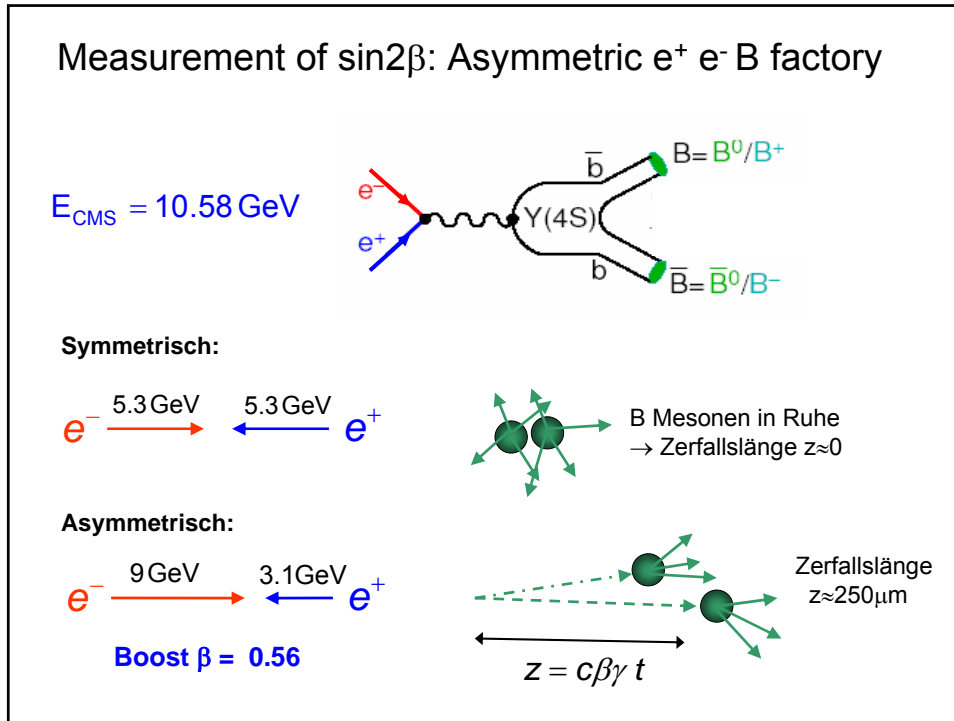 Measurement of sin2β: Asymmetric e⁺ e⁻ B factory
E_CMS = 10.58 GeV
e⁻
e⁺
Υ(4S)
b̅
b
B= B⁰/B⁺
B̅= B̅⁰/B⁻
Symmetrisch:
e⁻ 5.3 GeV 5.3 GeV e⁺
B Mesonen in Ruhe
→ Zerfallslänge z≈0
Asymmetrisch:
e⁻ 9 GeV 3.1GeV e⁺
Zerfallslänge
z≈250μm
Boost β = 0.56
z = cβγ t